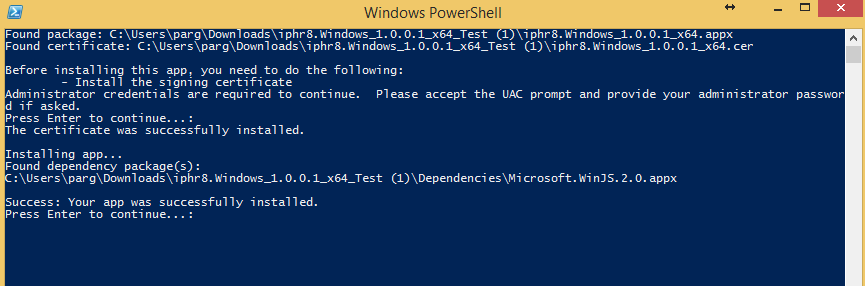 Windows PowerShell
Found package: C:\Users\parg\Downloads\iphr8.Windows_1.0.0.1_x64_Test (1)\iphr8.Windows_1.0.0.1_x64.appx
Found certificate: C:\Users\parg\Downloads\iphr8.Windows_1.0.0.1_x64_Test (1)\iphr8.Windows_1.0.0.1_x64.cer
Before installing this app, you need to do the following:
- Install the signing certificate
Administrator credentials are required to continue.  Please accept the UAC prompt and provide your administrator passwor
d if asked.
Press Enter to continue...:
The certificate was successfully installed.
Installing app...
Found dependency package(s):
C:\Users\parg\Downloads\iphr8.Windows_1.0.0.1_x64_Test (1)\Dependencies\Microsoft.WinJS.2.0.appx
Success: Your app was successfully installed.
Press Enter to continue...: